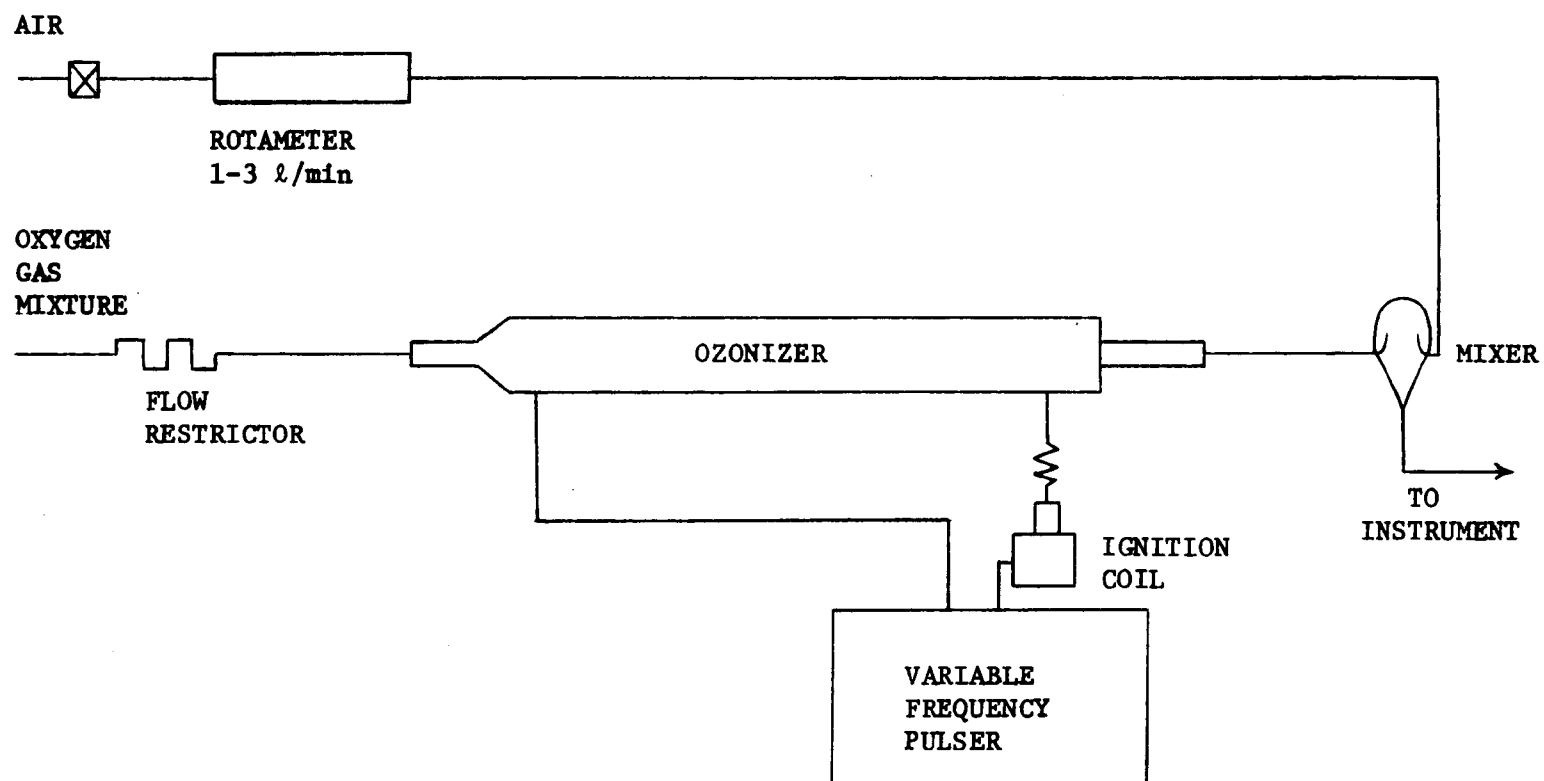 AIR
ROTAMETER
1-3 ℓ/min
OXYGEN
GAS
MIXTURE
FLOW
RESTRICTOR
OZONIZER
MIXER
TO
INSTRUMENT
IGNITION
COIL
VARIABLE
FREQUENCY
PULSER